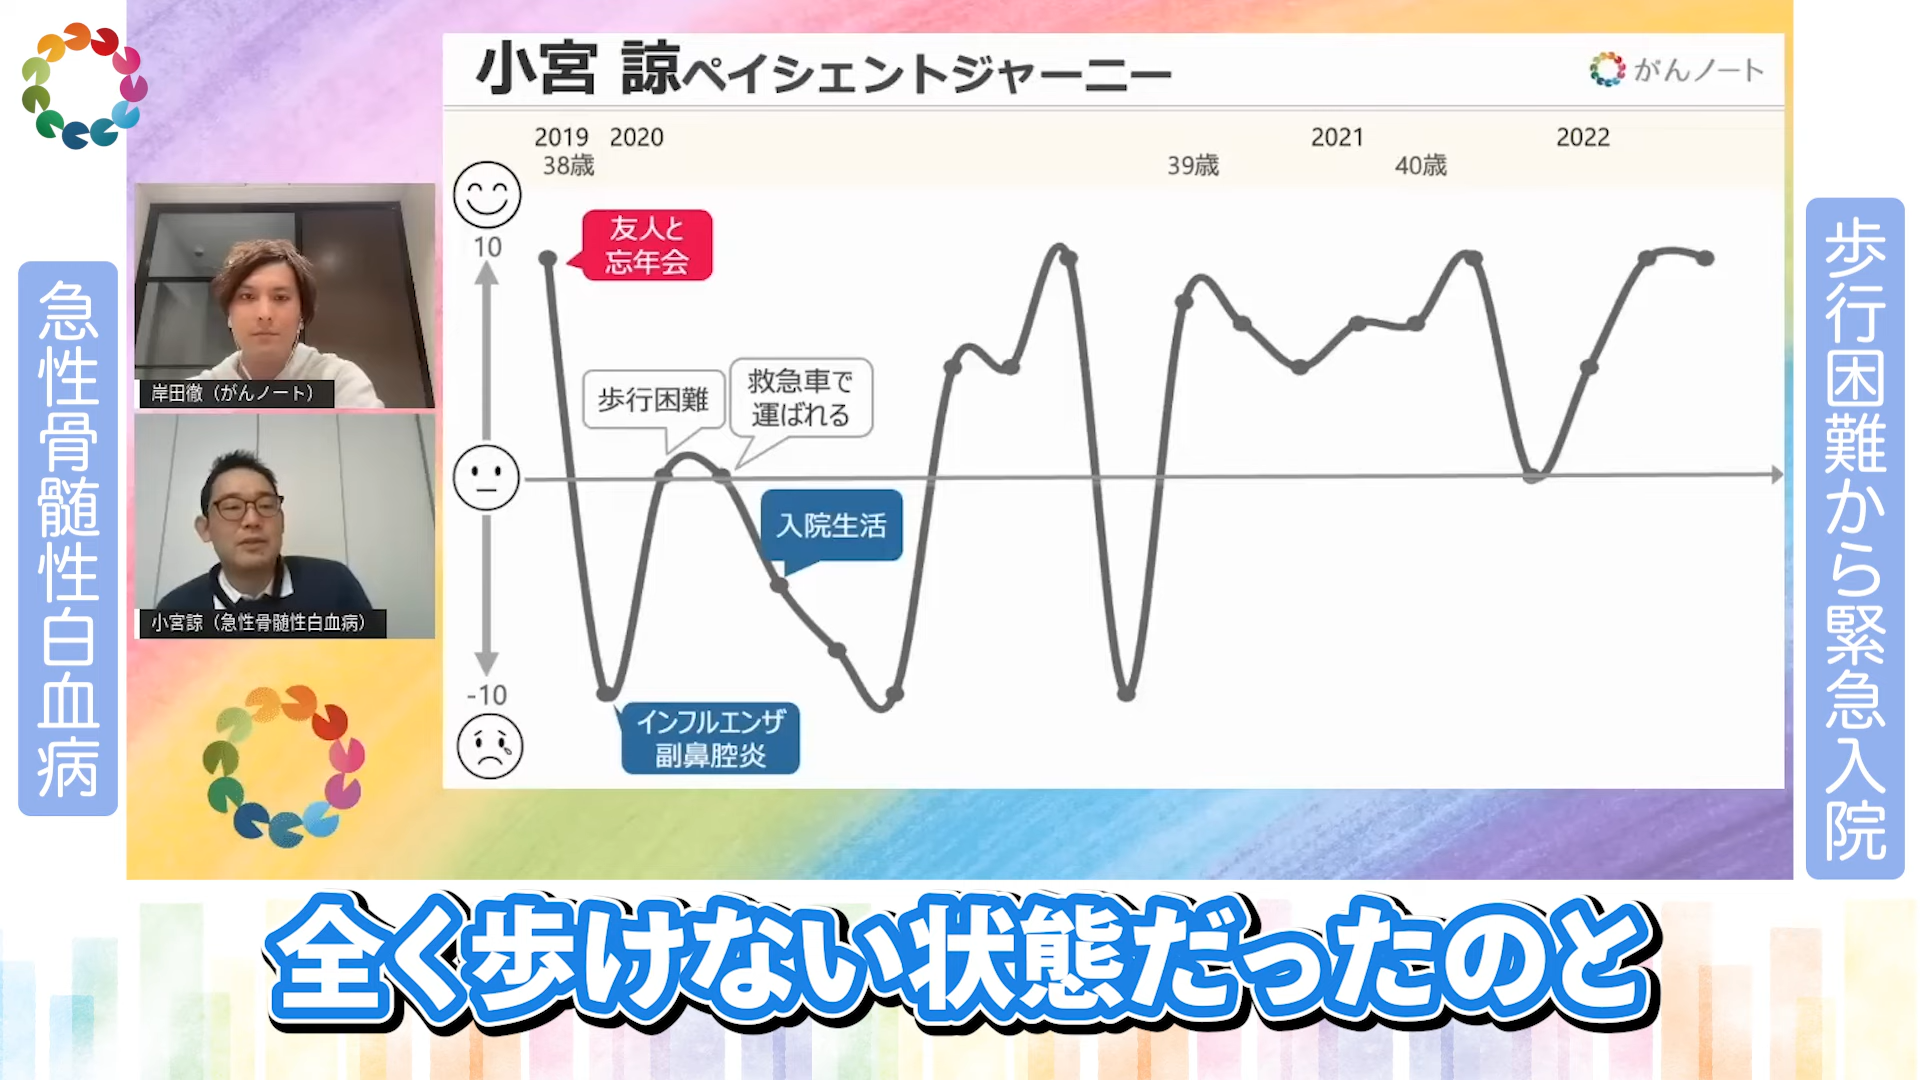 小宮 諒ペイシェントジャーニー
がんノート
2019 2020 2021 2022
38歳 39歳 40歳
10
-10
友人と
忘年会
歩行困難
救急車で
運ばれる
入院生活
インフルエンザ
副鼻腔炎
岸田徹（がんノート）
小宮諒（急性骨髄性白血病）
急性骨髄性白血病
歩行困難から緊急入院
全く歩けない状態だったのと